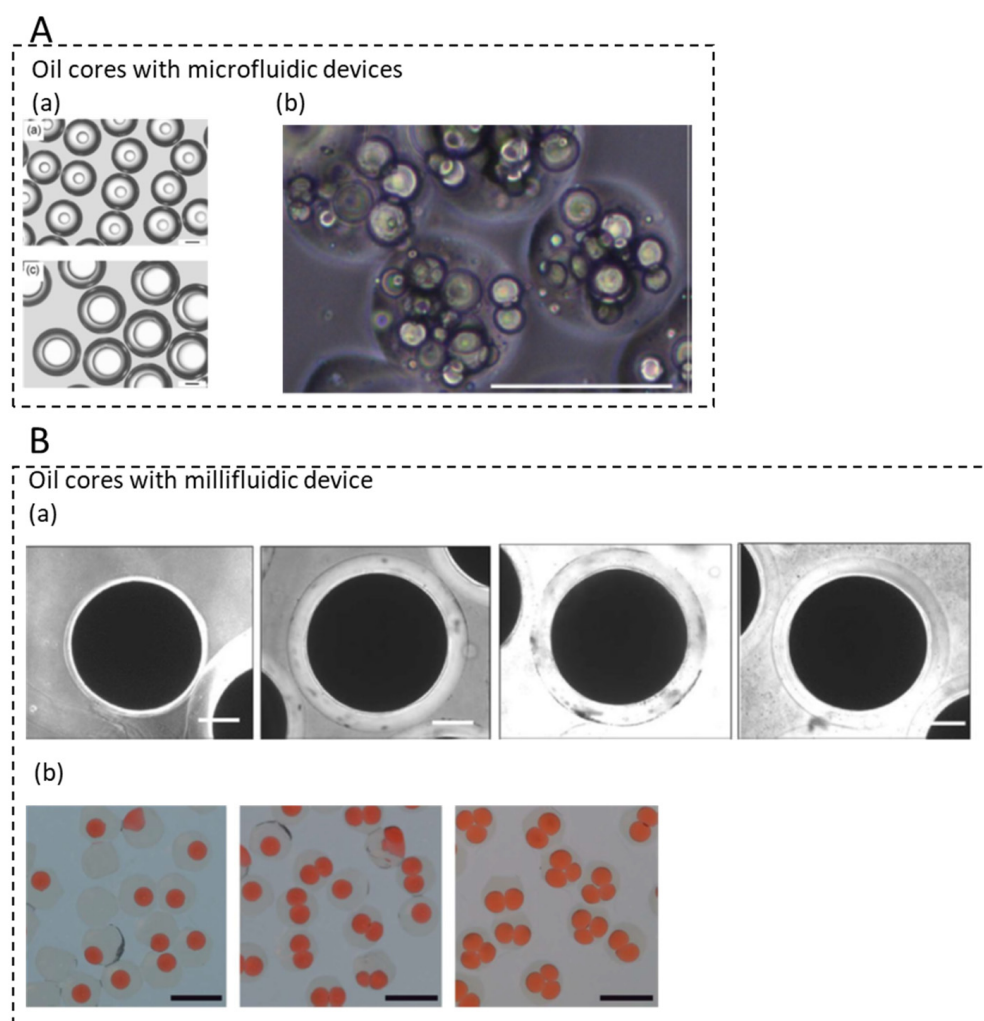 A
Oil cores with microfluidic devices
(a)
(b)
(a)
(c)
B
Oil cores with millifluidic device
(a)
(b)